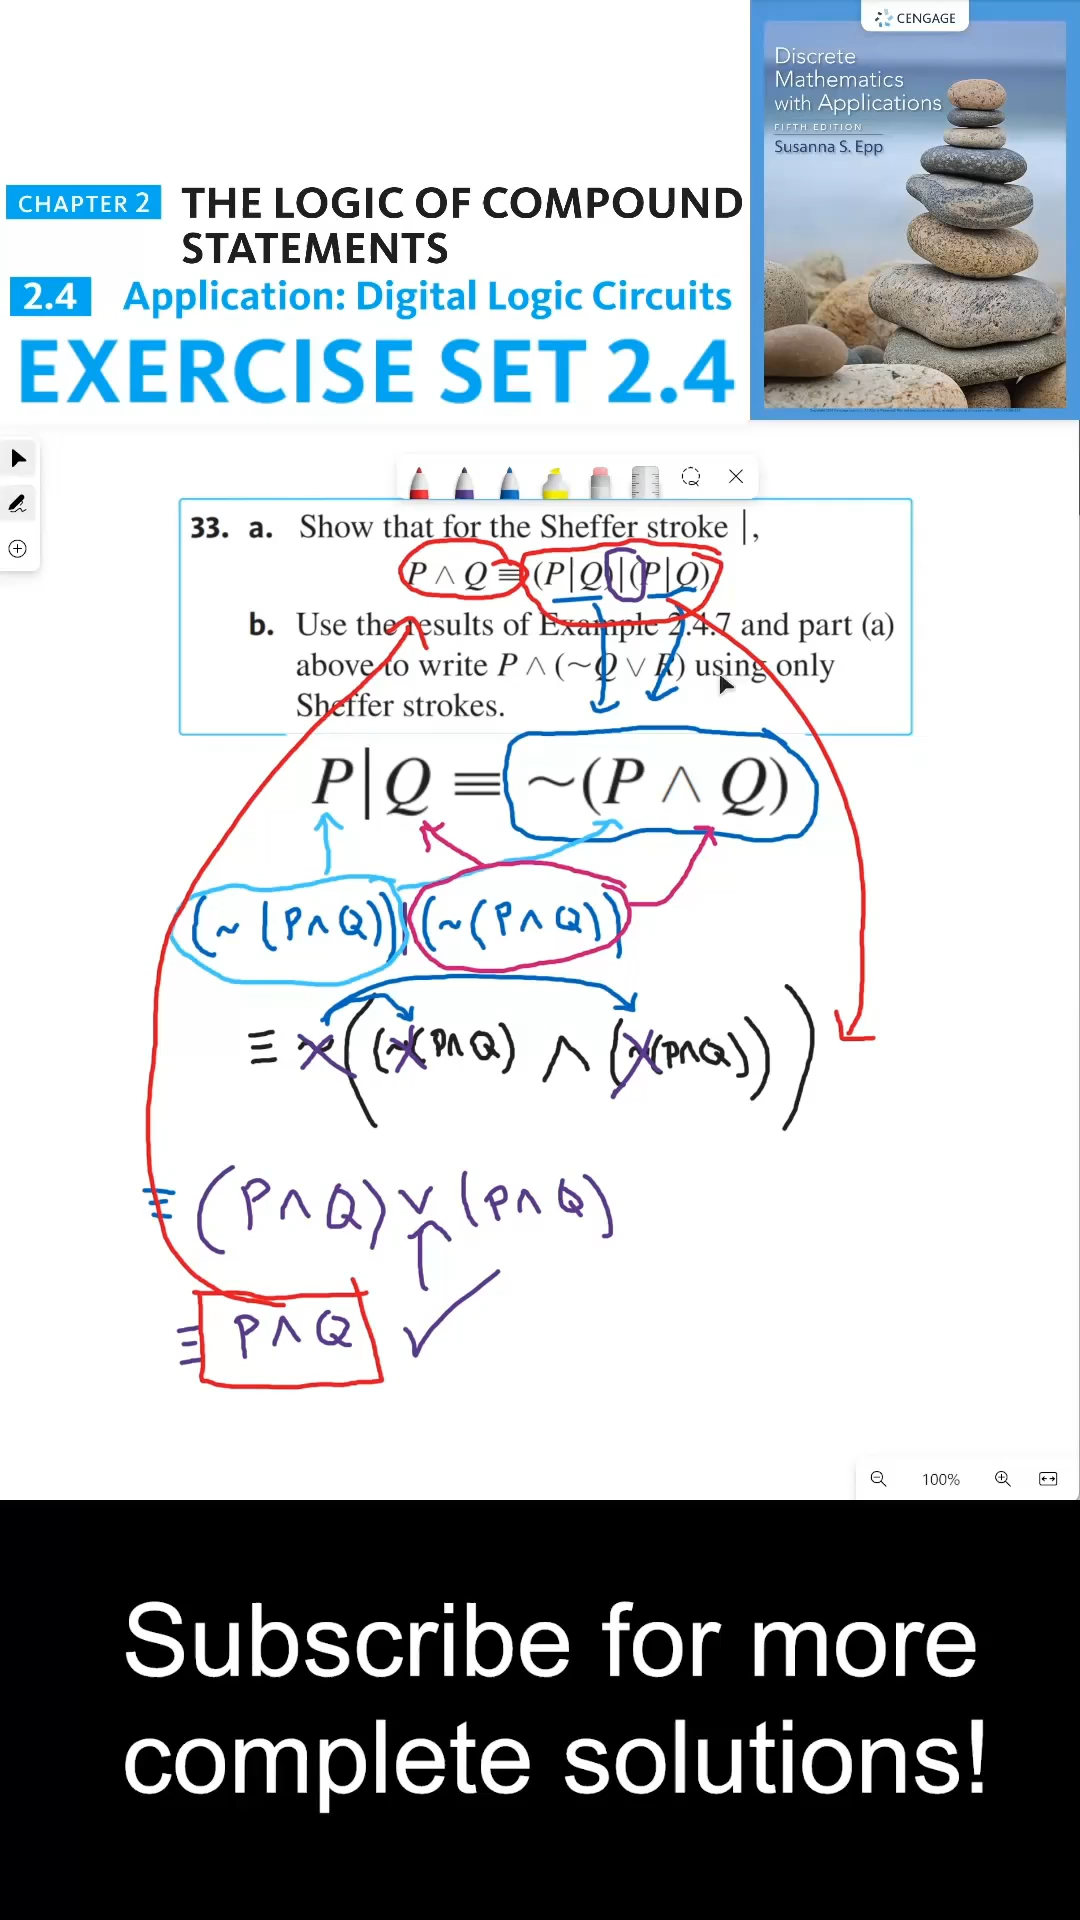 CENGAGE
Discrete
Mathematics
with Applications
FIFTH EDITION
Susanna S. Epp
CHAPTER 2 THE LOGIC OF COMPOUND
STATEMENTS
2.4 Application: Digital Logic Circuits
EXERCISE SET 2.4
33. a. Show that for the Sheffer stroke |,
P ∧ Q ≡ (P|Q)|(P|Q)
b. Use the results of Example 2.4.7 and part (a)
above to write P ∧ (~Q ∨ R) using only
Sheffer strokes.
P|Q ≡ ~(P ∧ Q)
(~(P∧Q))|(~(P∧Q))
≡ ~((~(P∧Q) ∧ (~(P∧Q)))
≡ (P∧Q) ∨ (P∧Q)
≡ P∧Q ✓
100%
Subscribe for more
complete solutions!